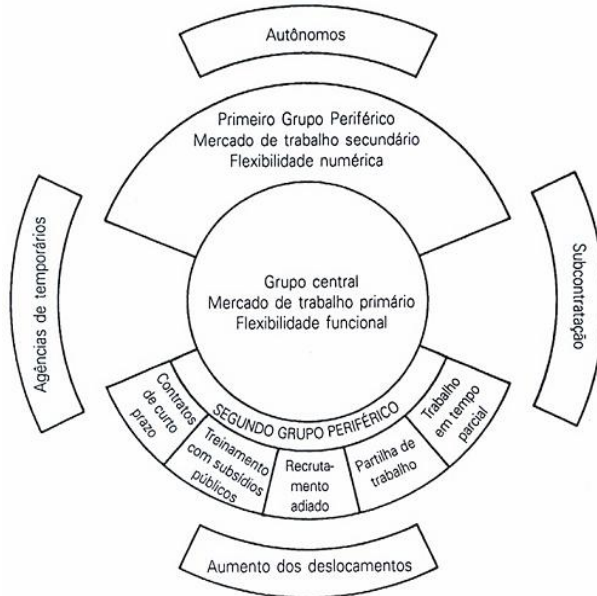 Autônomos
Primeiro Grupo Periférico
Mercado de trabalho secundário
Flexibilidade numérica
Agências de temporários
Grupo central
Mercado de trabalho primário
Flexibilidade funcional
Subcontratação
SEGUNDO GRUPO PERIFÉRICO
Contratos
de curto
prazo
Treinamento
com subsídios
públicos
Recruta-
mento
adiado
Partilha de
trabalho
Trabalho
em tempo
parcial
Aumento dos deslocamentos